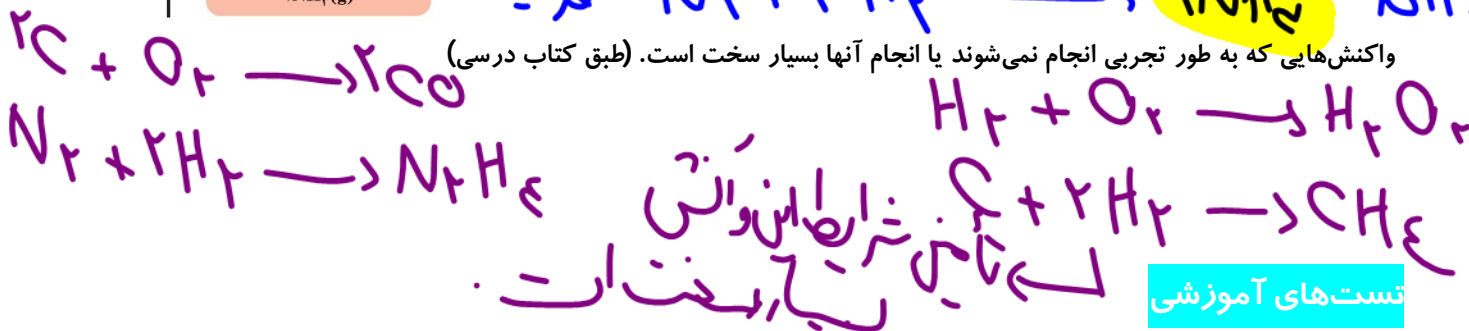 واکنش‌هایی که به طور تجربی انجام نمی‌شوند یا انجام آنها بسیار سخت است. (طبق کتاب درسی)
۲C + O۲ → ۲CO
H۲ + O۲ → H۲O۲
N۲ + ۲H۲ → N۲H۴
C + ۲H۲ → CH۴
تأمین شرایط این واکنش
بسیار سخت است.
تست‌های آموزشی